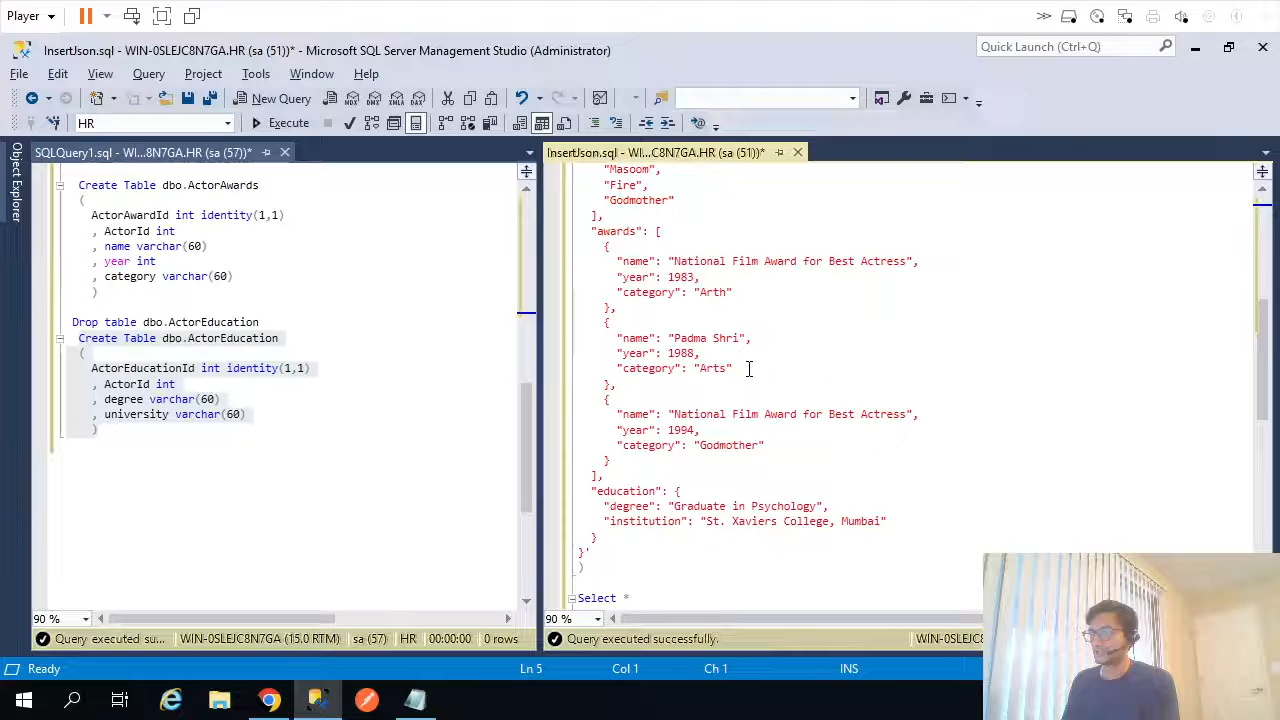 Player
InsertJson.sql - WIN-0SLEJC8N7GA.HR (sa (51))* - Microsoft SQL Server Management Studio (Administrator)
Quick Launch (Ctrl+Q)
File Edit View Query Project Tools Window Help
New Query
MDX DMX XMLA DAX
HR
Execute
Object Explorer
SQLQuery1.sql - WI...8N7GA.HR (sa (57))*
Create Table dbo.ActorAwards
(
ActorAwardId int identity(1,1)
, ActorId int
, name varchar(60)
, year int
, category varchar(60)
)
Drop table dbo.ActorEducation
Create Table dbo.ActorEducation
(
ActorEducationId int identity(1,1)
, ActorId int
, degree varchar(60)
, university varchar(60)
)
90 %
Query executed su... WIN-0SLEJC8N7GA (15.0 RTM) sa (57) HR 00:00:00 0 rows
InsertJson.sql - WI...C8N7GA.HR (sa (51))*
"Masoom",
"Fire",
"Godmother"
],
"awards": [
{
"name": "National Film Award for Best Actress",
"year": 1983,
"category": "Arth"
},
{
"name": "Padma Shri",
"year": 1988,
"category": "Arts"
},
{
"name": "National Film Award for Best Actress",
"year": 1994,
"category": "Godmother"
}
],
"education": {
"degree": "Graduate in Psychology",
"institution": "St. Xaviers College, Mumbai"
}
}'
)
Select *
90 %
Query executed successfully. WIN-0SLEJC8N
Ready Ln 5 Col 1 Ch 1 INS